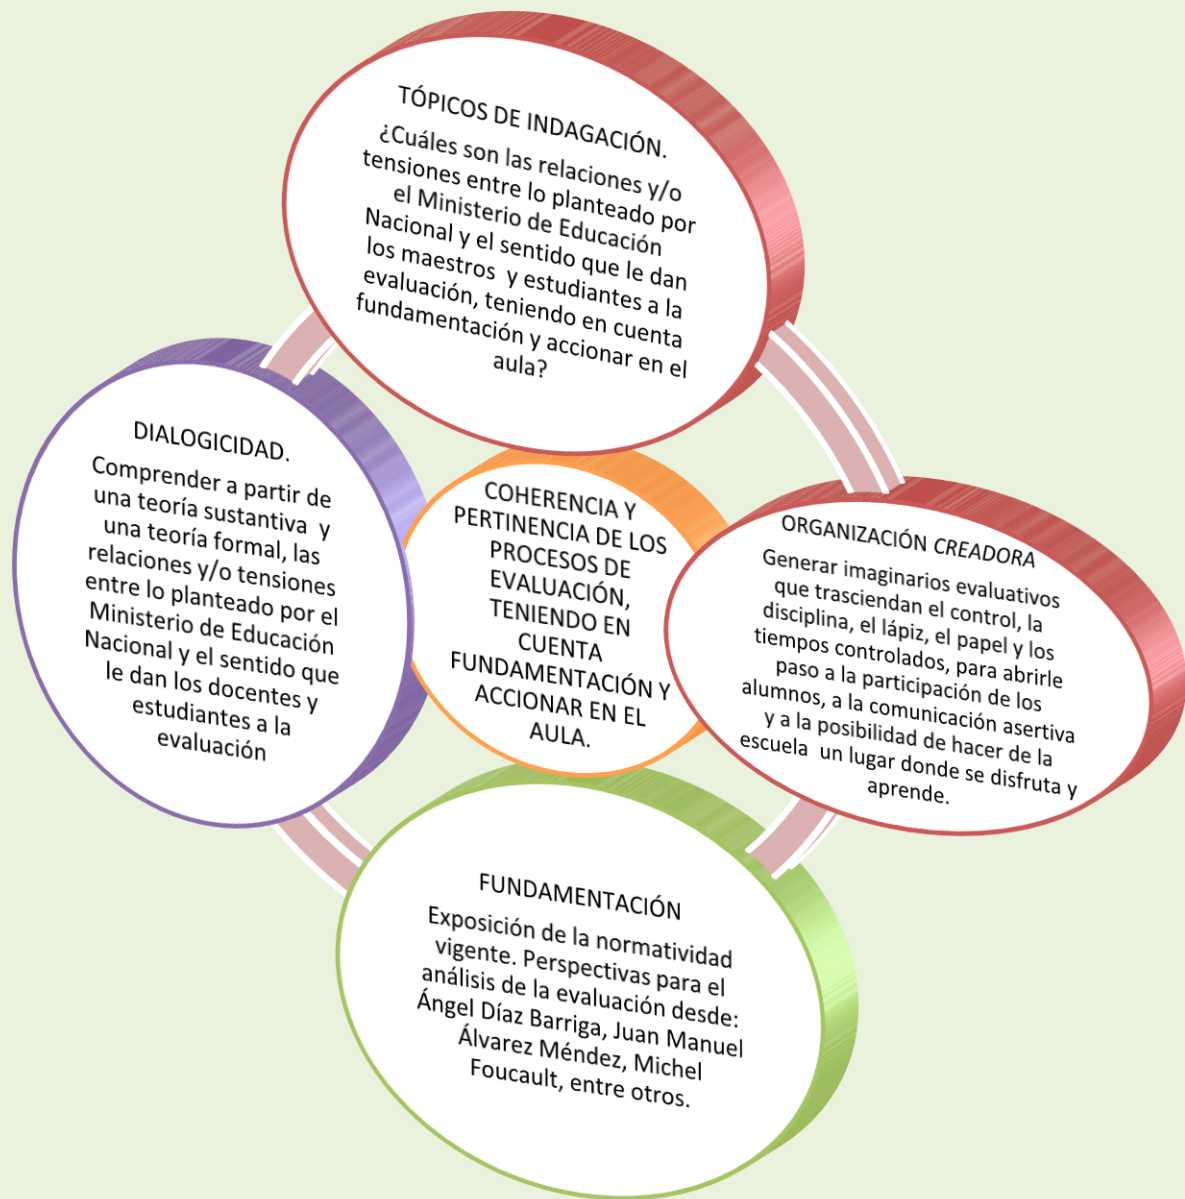 TÓPICOS DE INDAGACIÓN.
¿Cuáles son las relaciones y/o
tensiones entre lo planteado por
el Ministerio de Educación
Nacional y el sentido que le dan
los maestros y estudiantes a la
evaluación, teniendo en cuenta
fundamentación y accionar en el
aula?
DIALOGICIDAD.
Comprender a partir de
una teoría sustantiva y
una teoría formal, las
relaciones y/o tensiones
entre lo planteado por el
Ministerio de Educación
Nacional y el sentido que
le dan los docentes y
estudiantes a la
evaluación
COHERENCIA Y
PERTINENCIA DE LOS
PROCESOS DE
EVALUACIÓN,
TENIENDO EN
CUENTA
FUNDAMENTACIÓN Y
ACCIONAR EN EL
AULA.
ORGANIZACIÓN CREADORA
Generar imaginarios evaluativos
que trasciendan el control, la
disciplina, el lápiz, el papel y los
tiempos controlados, para abrirle
paso a la participación de los
alumnos, a la comunicación asertiva
y a la posibilidad de hacer de la
escuela un lugar donde se disfruta y
aprende.
FUNDAMENTACIÓN
Exposición de la normatividad
vigente. Perspectivas para el
análisis de la evaluación desde:
Ángel Díaz Barriga, Juan Manuel
Álvarez Méndez, Michel
Foucault, entre otros.